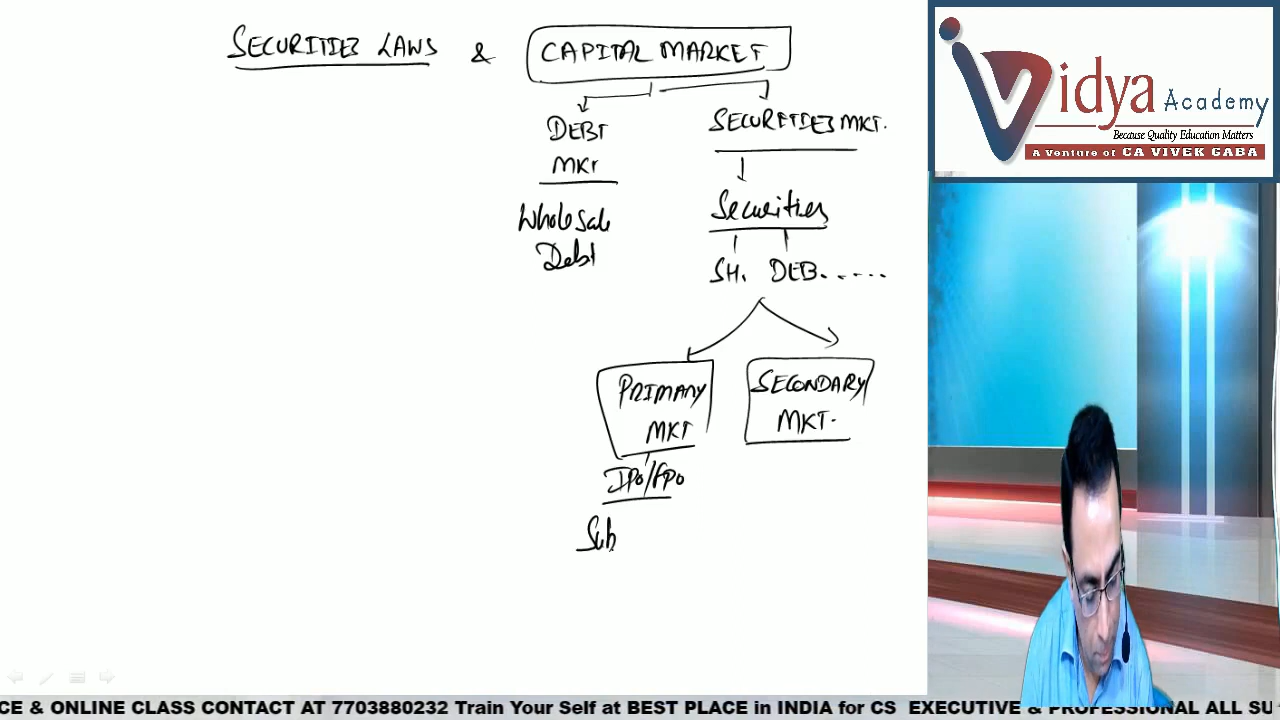 SECURITIES LAWS & CAPITAL MARKET
DEBT
MKT
Wholesale
Debt
SECURITIES MKT.
Securities
SH. DEB......
PRIMARY
MKT
IPO/FPO
Sub
SECONDARY
MKT.
Vidya Academy
Because Quality Education Matters
A Venture of CA VIVEK GABA
CE & ONLINE CLASS CONTACT AT 7703880232 Train Your Self at BEST PLACE in INDIA for CS EXECUTIVE & PROFESSIONAL ALL SU